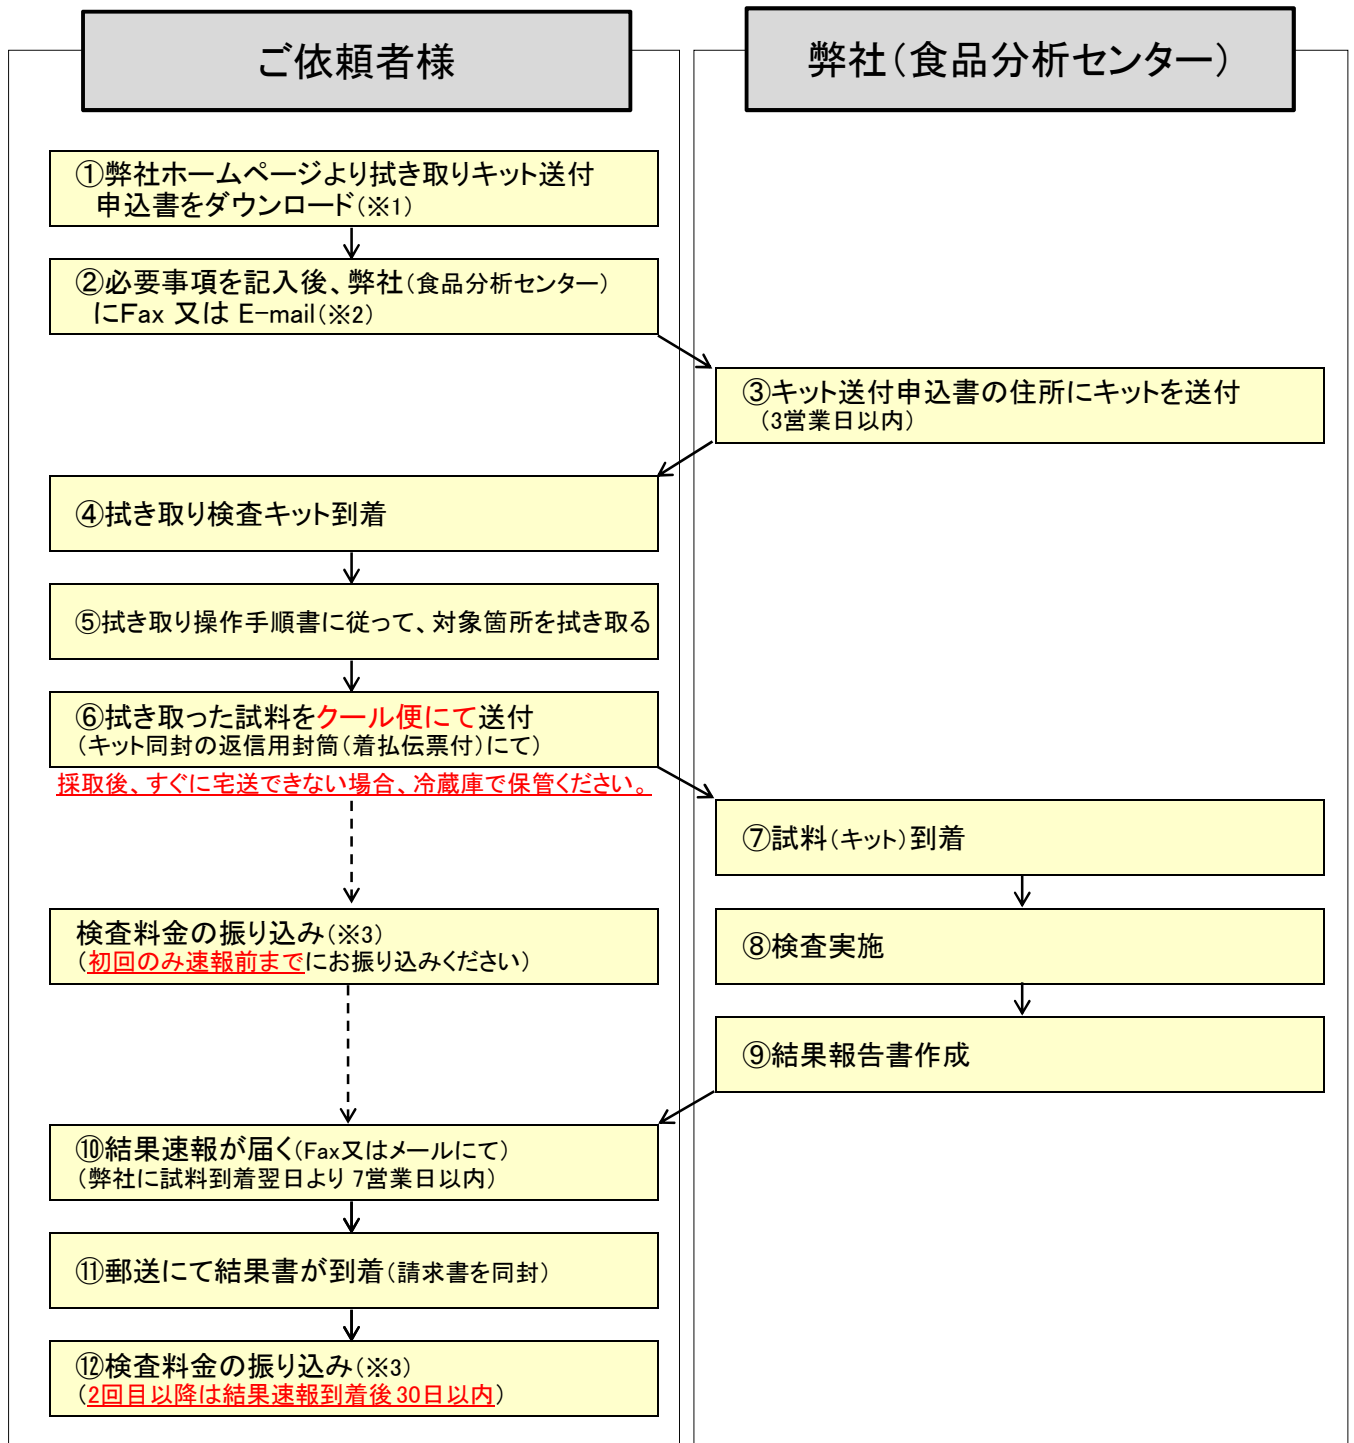 ご依頼者様
弊社（食品分析センター）
①弊社ホームページより拭き取りキット送付
申込書をダウンロード（※1）
②必要事項を記入後、弊社（食品分析センター）
にFax 又は E-mail（※2）
③キット送付申込書の住所にキットを送付
（3営業日以内）
④拭き取り検査キット到着
⑤拭き取り操作手順書に従って、対象箇所を拭き取る
⑥拭き取った試料をクール便にて送付
（キット同封の返信用封筒（着払伝票付）にて）
採取後、すぐに宅送できない場合、冷蔵庫で保管ください。
⑦試料（キット）到着
検査料金の振り込み（※3）
（初回のみ速報前までにお振り込みください）
⑧検査実施
⑨結果報告書作成
⑩結果速報が届く（Fax又はメールにて）
（弊社に試料到着翌日より 7営業日以内）
⑪郵送にて結果書が到着（請求書を同封）
⑫検査料金の振り込み（※3）
（2回目以降は結果速報到着後 30日以内）